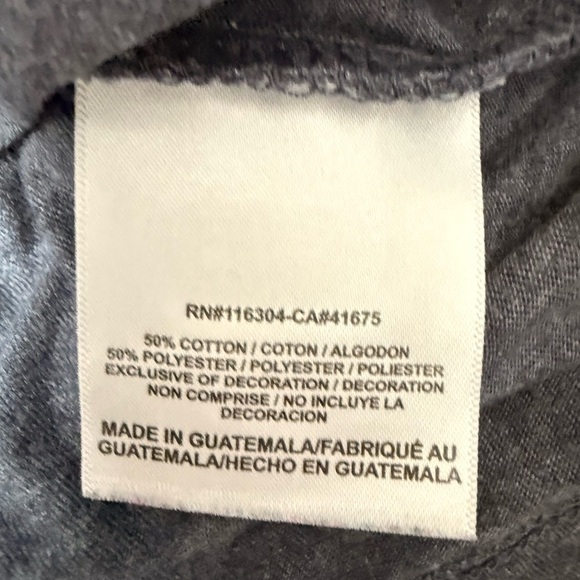 RN#116304-CA#41675
50% COTTON / COTON / ALGODON
50% POLYESTER / POLYESTER / POLIESTER
EXCLUSIVE OF DECORATION / DECORATION
NON COMPRISE / NO INCLUYE LA
DECORACION
MADE IN GUATEMALA/FABRIQUÉ AU
GUATEMALA/HECHO EN GUATEMALA